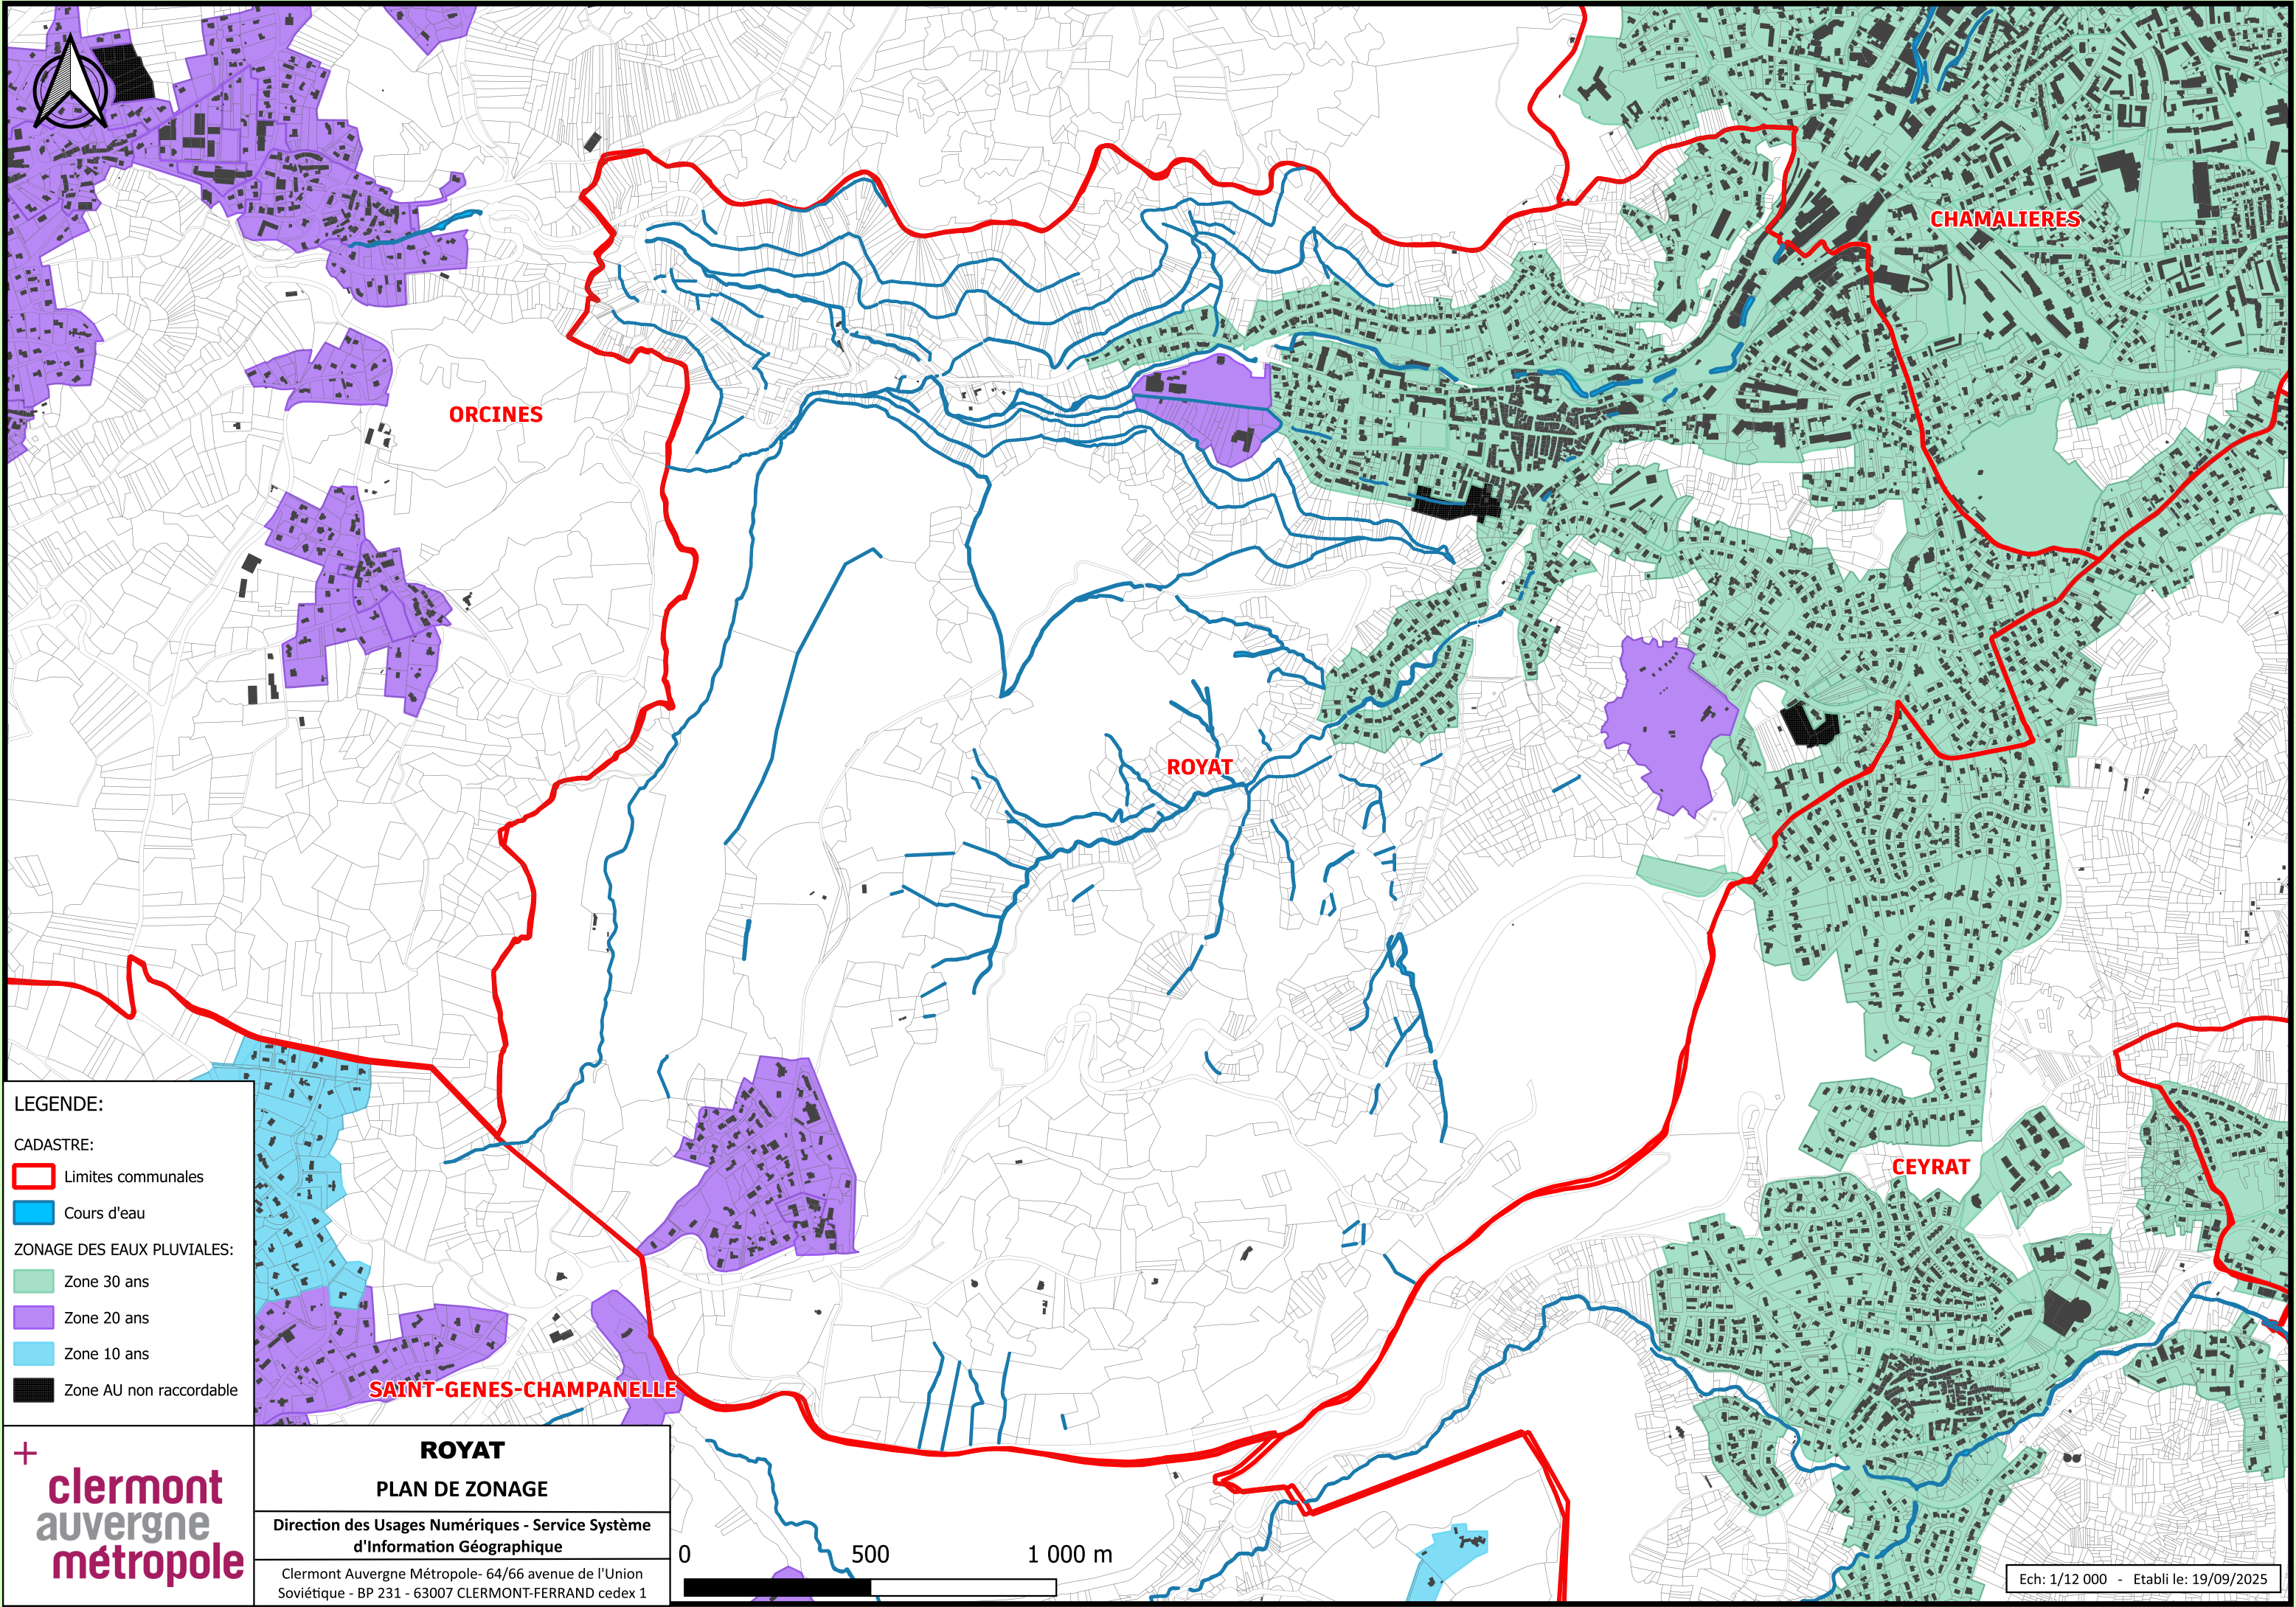 CHAMALIERES
ORCINES
ROYAT
CEYRAT
SAINT-GENES-CHAMPANELLE
LEGENDE:
CADASTRE:
Limites communales
Cours d'eau
ZONAGE DES EAUX PLUVIALES:
Zone 30 ans
Zone 20 ans
Zone 10 ans
Zone AU non raccordable
+
clermont
auvergne
métropole
ROYAT
PLAN DE ZONAGE
Direction des Usages Numériques - Service Système
d'Information Géographique
Clermont Auvergne Métropole- 64/66 avenue de l'Union
Soviétique - BP 231 - 63007 CLERMONT-FERRAND cedex 1
0 500 1 000 m
Ech: 1/12 000 - Etabli le: 19/09/2025